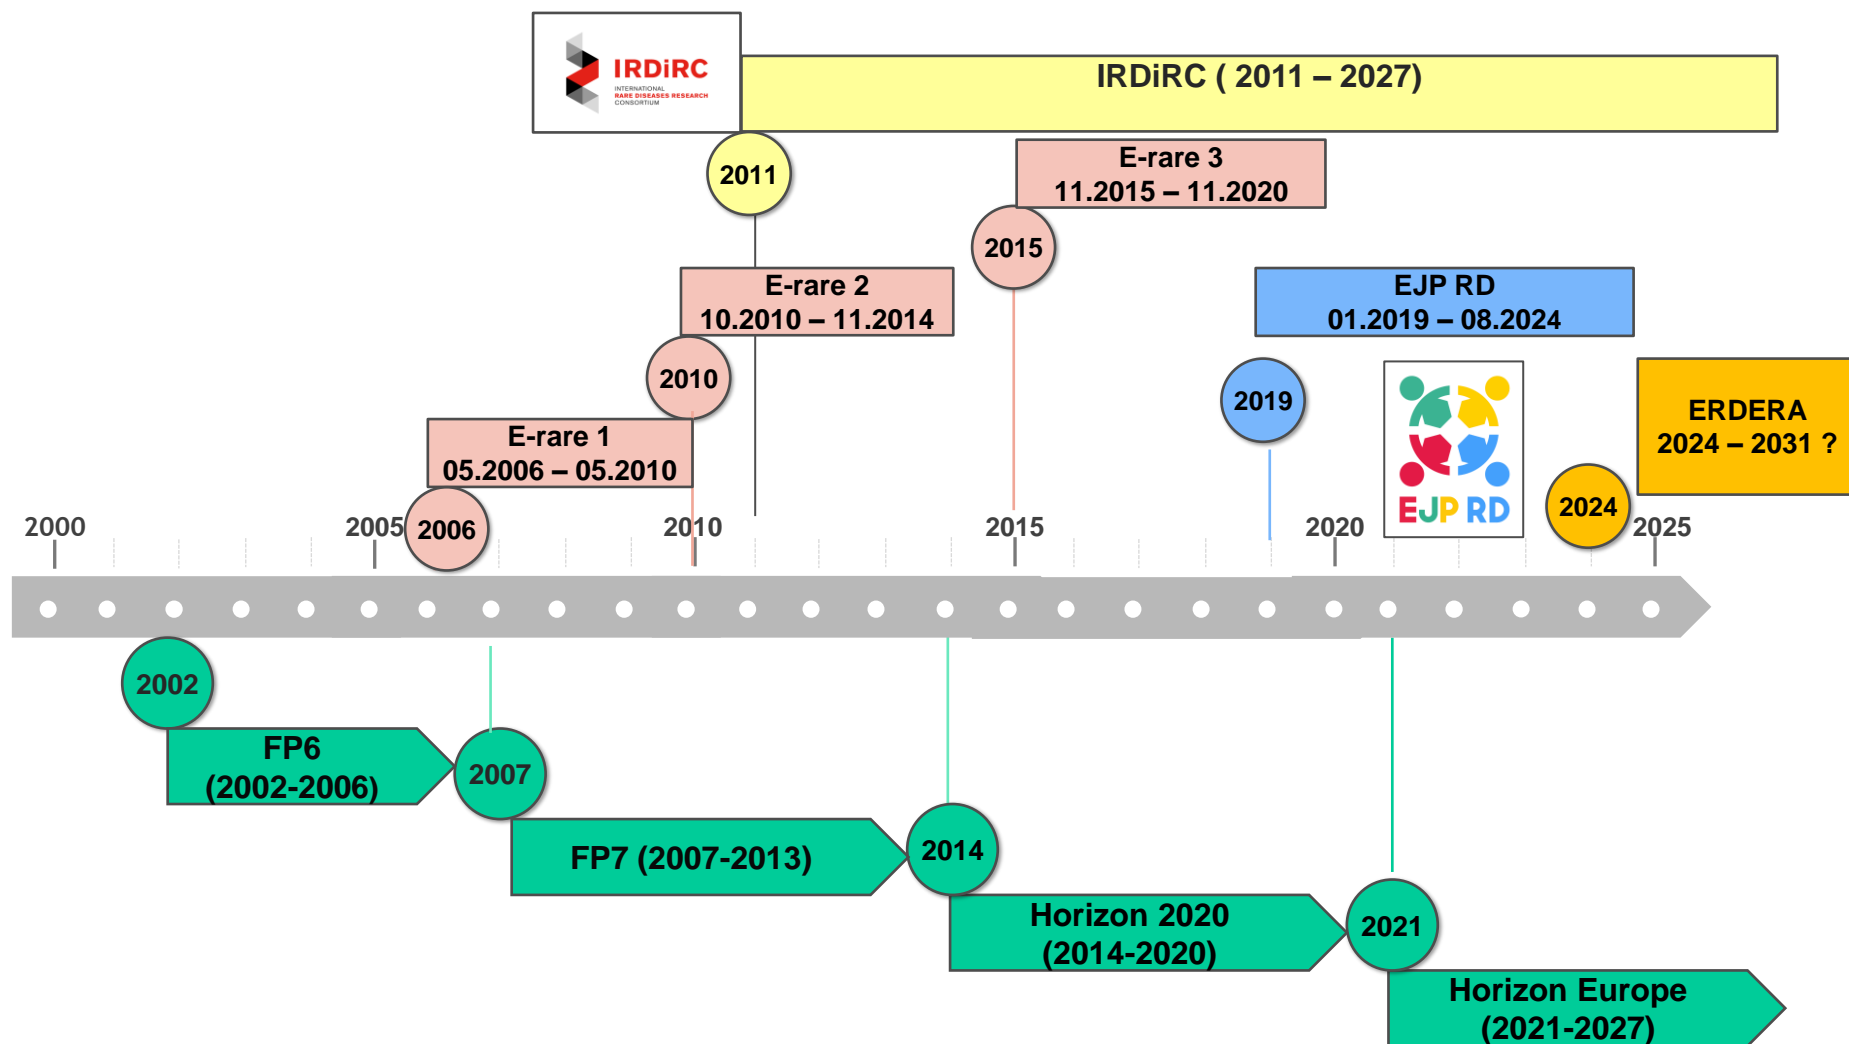 IRDiRC
INTERNATIONAL
RARE DISEASES RESEARCH
CONSORTIUM
IRDiRC ( 2011 – 2027)
2011
E-rare 3
11.2015 – 11.2020
2015
E-rare 2
10.2010 – 11.2014
2010
EJP RD
01.2019 – 08.2024
2019
EJP RD
ERDERA
2024 – 2031 ?
2024
E-rare 1
05.2006 – 05.2010
2006
2000
2005
2010
2015
2020
2025
2002
FP6
(2002-2006)
2007
FP7 (2007-2013)
2014
Horizon 2020
(2014-2020)
2021
Horizon Europe
(2021-2027)